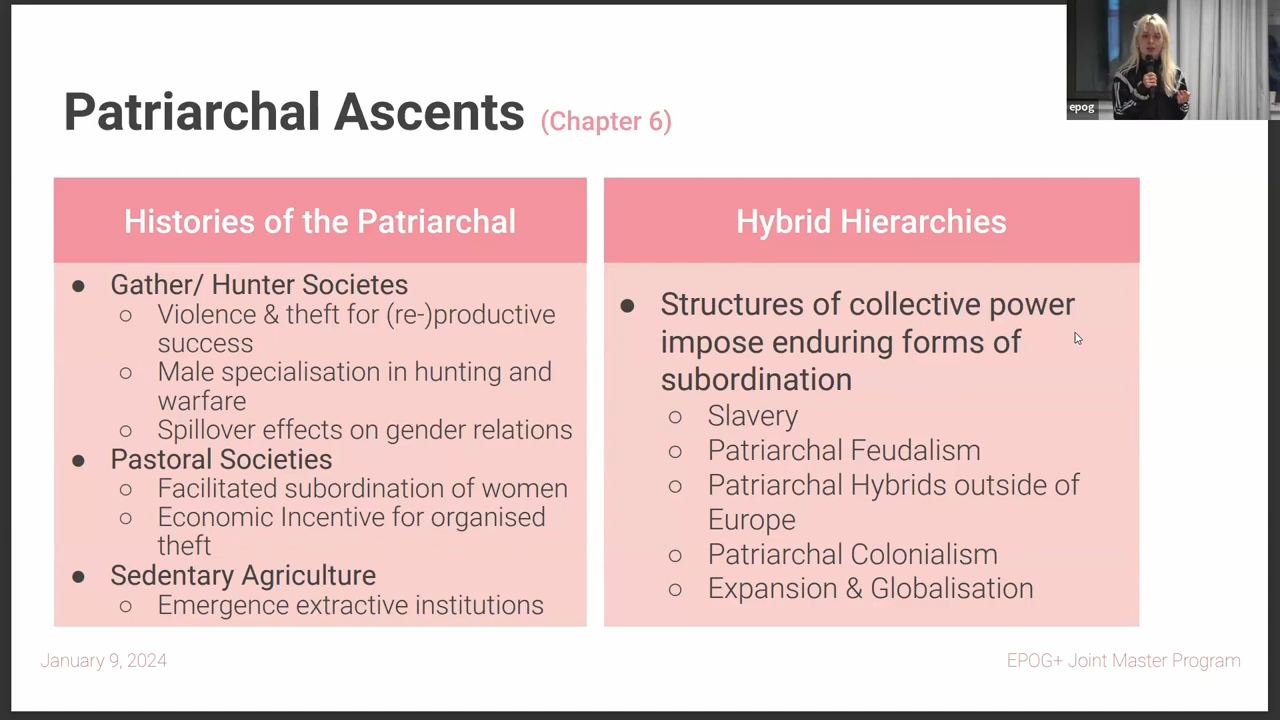 Patriarchal Ascents (Chapter 6)
epog
Histories of the Patriarchal
● Gather/ Hunter Societes
○ Violence & theft for (re-)productive
success
○ Male specialisation in hunting and
warfare
○ Spillover effects on gender relations
● Pastoral Societies
○ Facilitated subordination of women
○ Economic Incentive for organised
theft
● Sedentary Agriculture
○ Emergence extractive institutions
Hybrid Hierarchies
● Structures of collective power
impose enduring forms of
subordination
○ Slavery
○ Patriarchal Feudalism
○ Patriarchal Hybrids outside of
Europe
○ Patriarchal Colonialism
○ Expansion & Globalisation
January 9, 2024
EPOG+ Joint Master Program